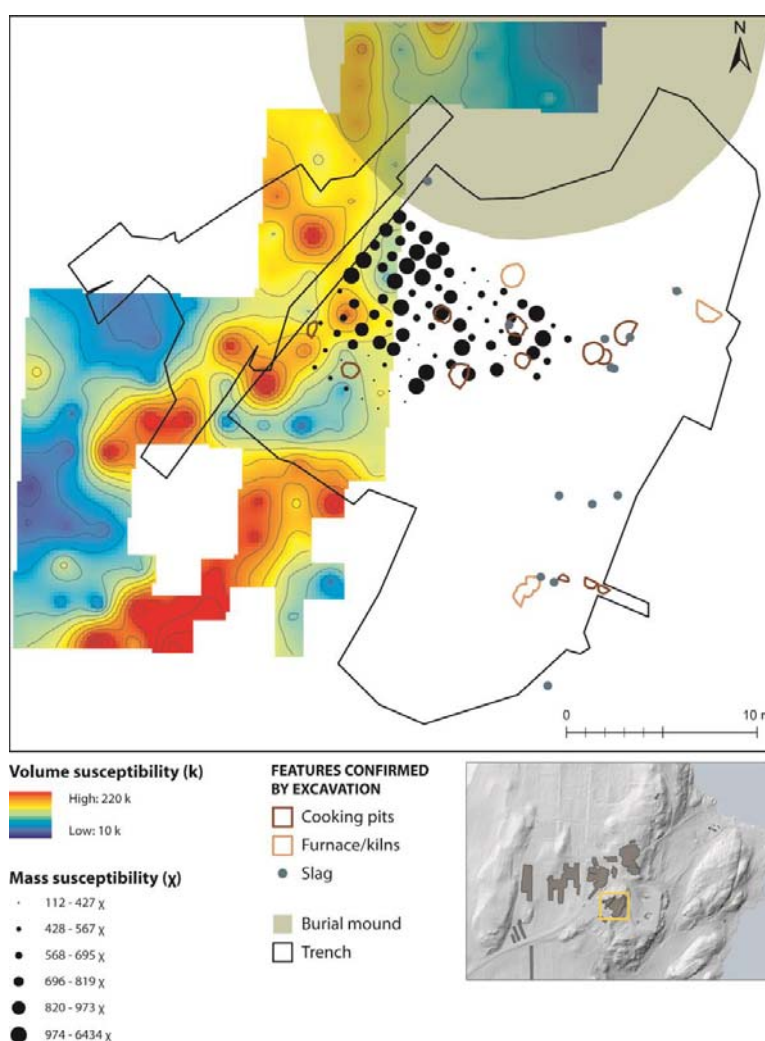 N
0
10 m
Volume susceptibility (k)
High: 220 k
Low: 10 k
Mass susceptibility (χ)
112 - 427 χ
428 - 567 χ
568 - 695 χ
696 - 819 χ
820 - 973 χ
974 - 6434 χ
FEATURES CONFIRMED
BY EXCAVATION
Cooking pits
Furnace/kilns
Slag
Burial mound
Trench